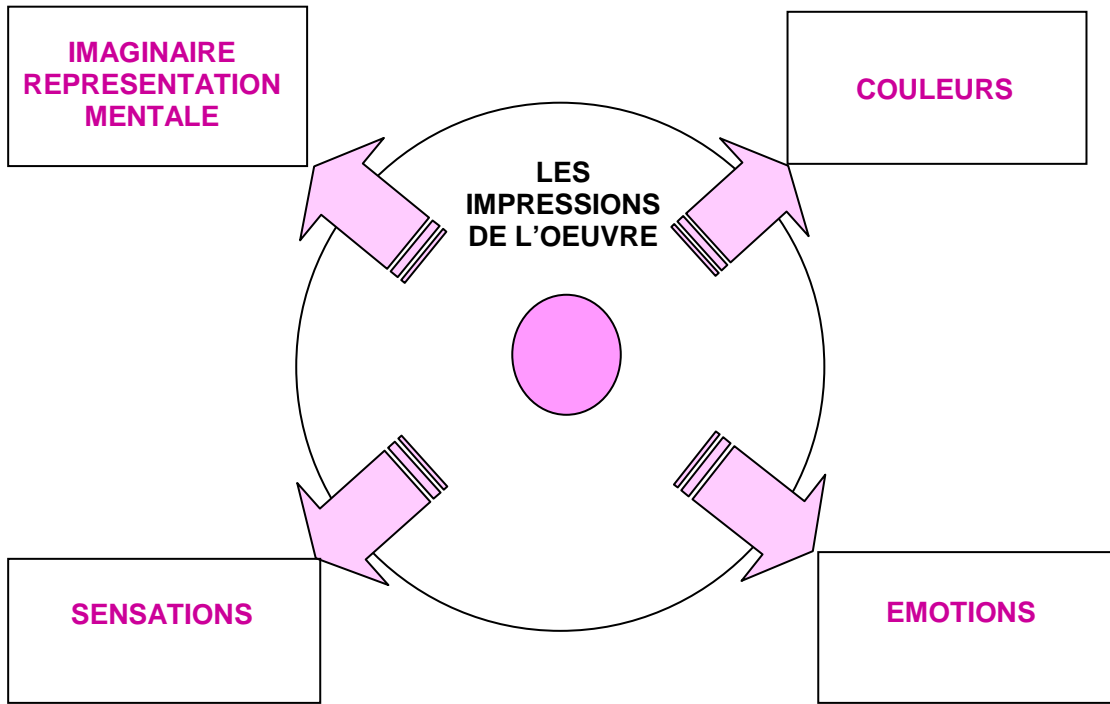 IMAGINAIRE
REPRESENTATION
MENTALE
COULEURS
LES
IMPRESSIONS
DE L'OEUVRE
SENSATIONS
EMOTIONS